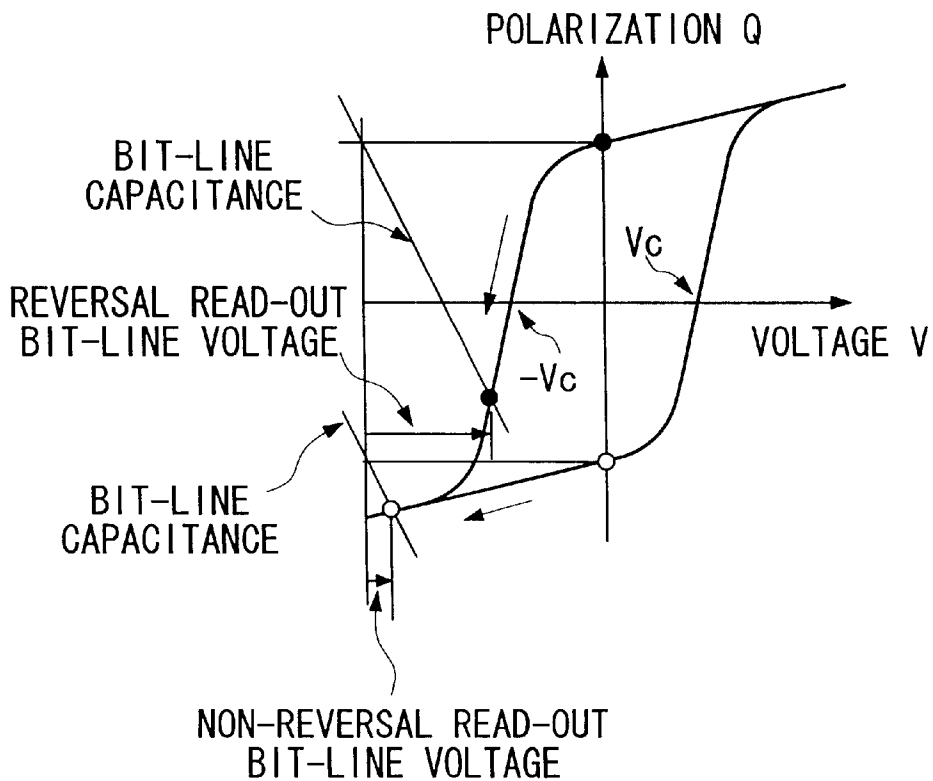 POLARIZATION Q
BIT-LINE
CAPACITANCE
Vc
REVERSAL READ-OUT
BIT-LINE VOLTAGE
VOLTAGE V
-Vc
BIT-LINE
CAPACITANCE
NON-REVERSAL READ-OUT
BIT-LINE VOLTAGE